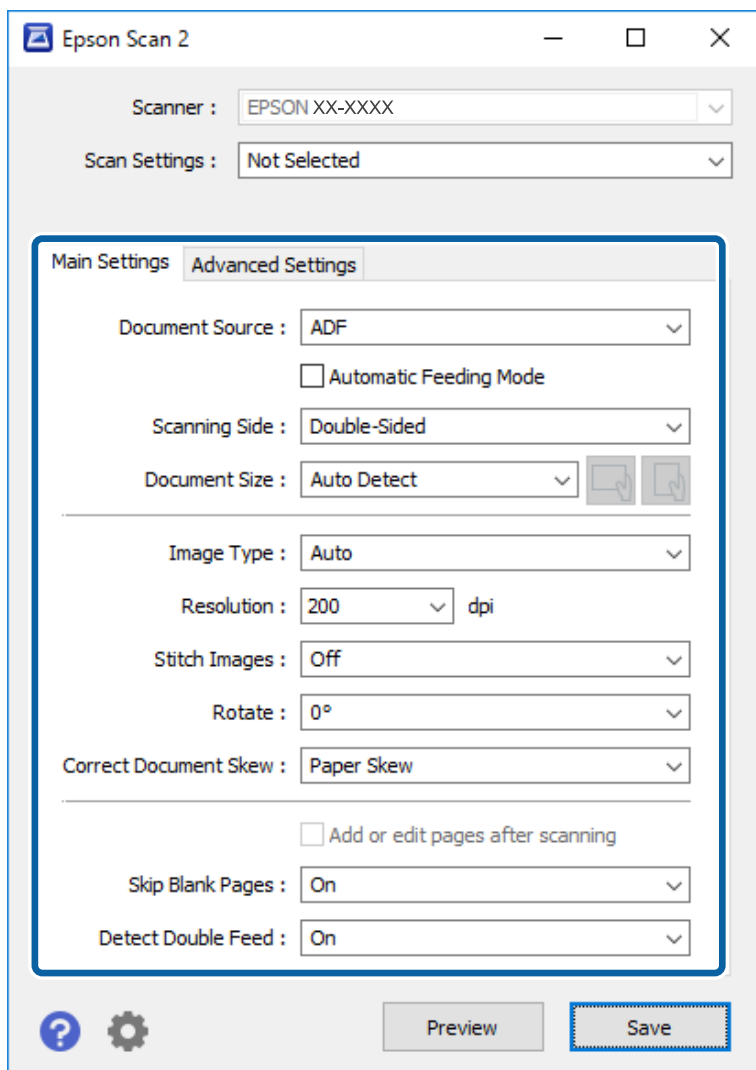 Epson Scan 2
Scanner : EPSON XX-XXXX
Scan Settings : Not Selected
Main Settings Advanced Settings
Document Source : ADF
Automatic Feeding Mode
Scanning Side : Double-Sided
Document Size : Auto Detect
Image Type : Auto
Resolution : 200 dpi
Stitch Images : Off
Rotate : 0°
Correct Document Skew : Paper Skew
Add or edit pages after scanning
Skip Blank Pages : On
Detect Double Feed : On
? Preview Save